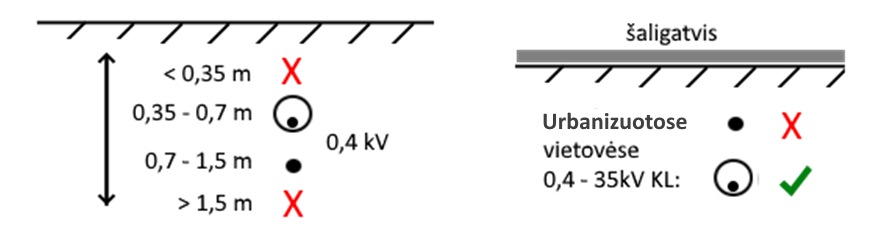 < 0,35 m X
0,35 - 0,7 m
0,4 kV
0,7 - 1,5 m
> 1,5 m X
šaligatvis
Urbanizuotose X
vietovėse
0,4 - 35kV KL: